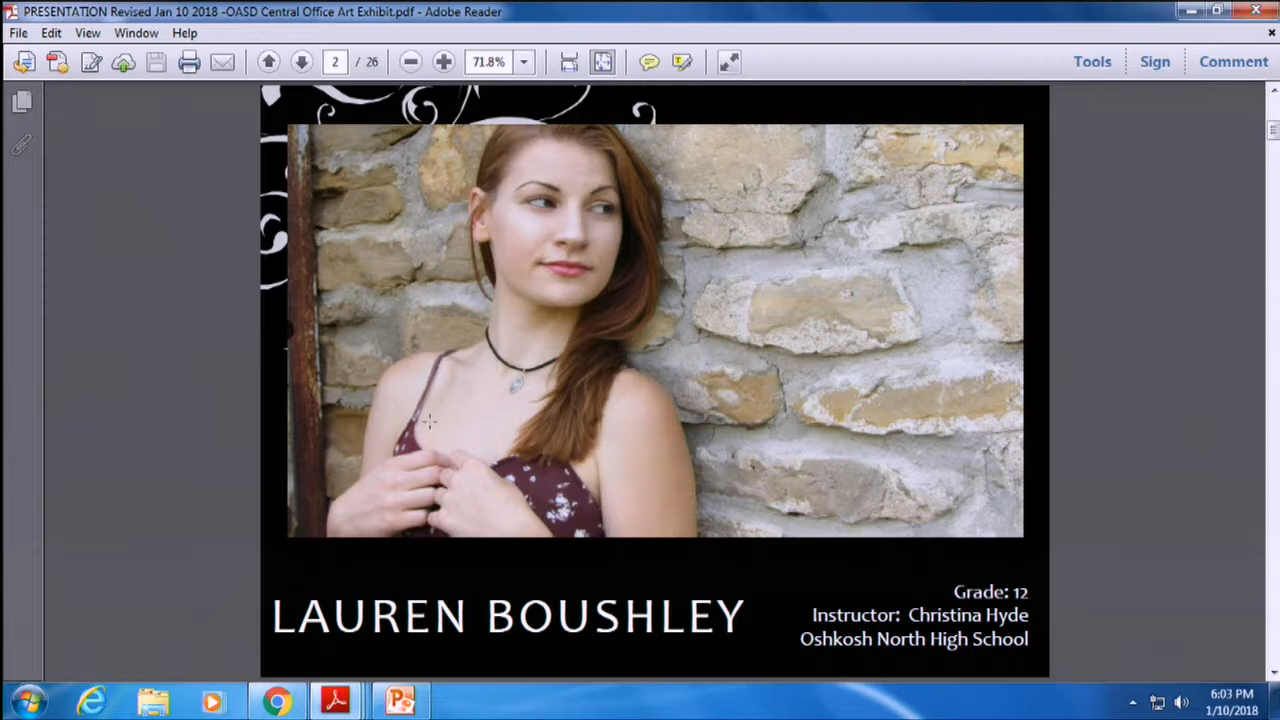 PRESENTATION Revised Jan 10 2018 -OASD Central Office Art Exhibit.pdf - Adobe Reader
File Edit View Window Help
2 / 26 71.8% Tools Sign Comment
LAUREN BOUSHLEY
Grade: 12
Instructor: Christina Hyde
Oshkosh North High School
6:03 PM
1/10/2018